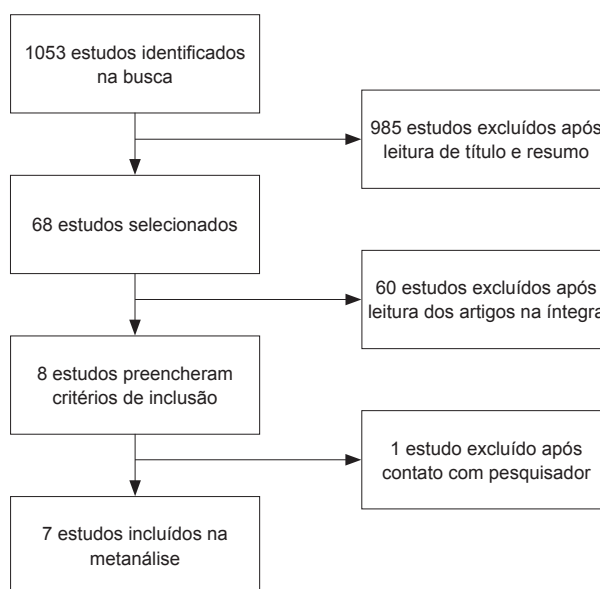 1053 estudos identificados
na busca
985 estudos excluídos após
leitura de título e resumo
68 estudos selecionados
60 estudos excluídos após
leitura dos artigos na íntegra
8 estudos preencheram
critérios de inclusão
1 estudo excluído após
contato com pesquisador
7 estudos incluídos na
metanálise